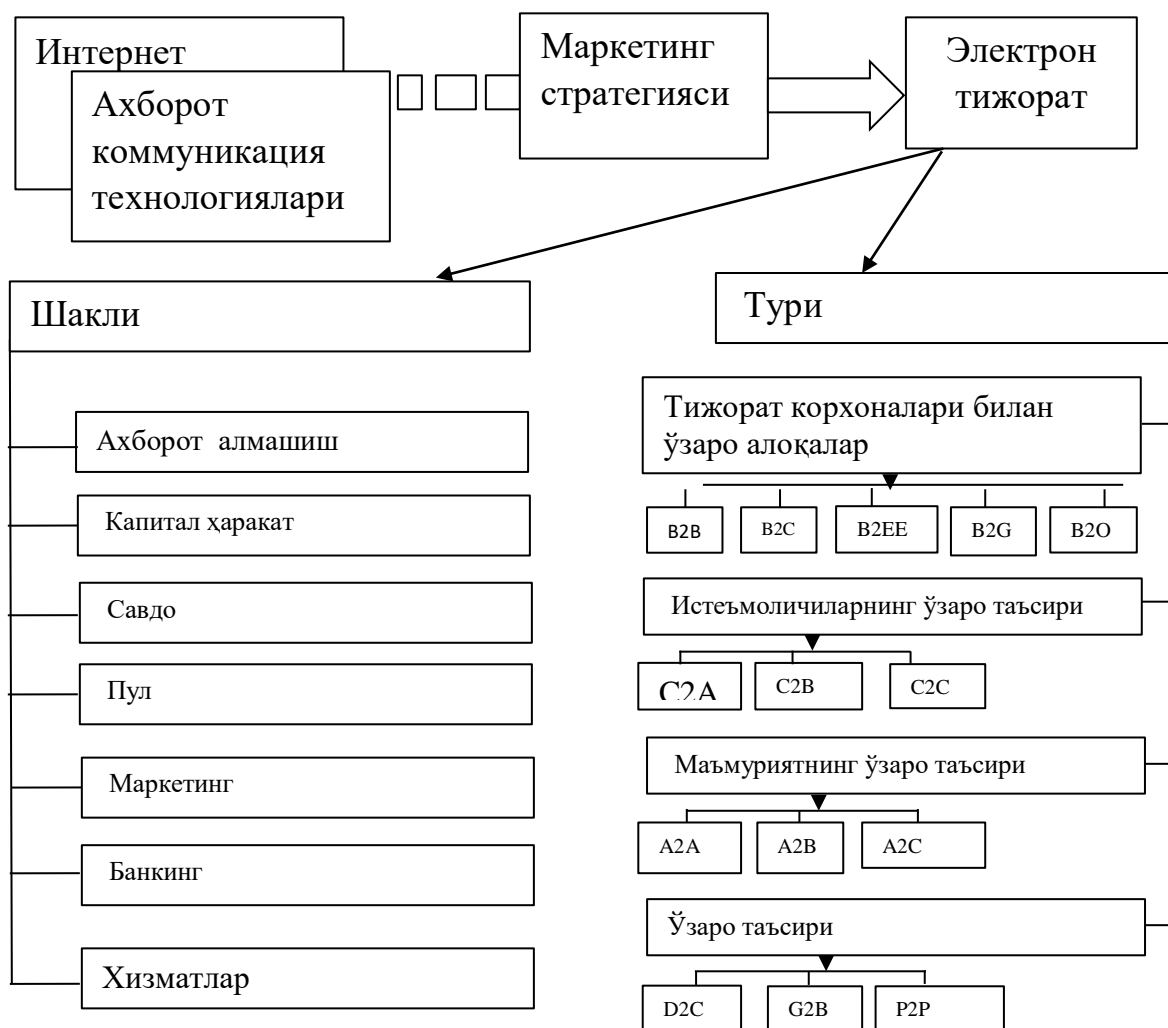 Интернет
Ахборот
коммуникация
технологиялари
Маркетинг
стратегияси
Электрон
тижорат
Шакли
Ахборот алмашиш
Капитал ҳаракат
Савдо
Пул
Маркетинг
Банкинг
Хизматлар
Тури
Тижорат корхоналари билан
ўзаро алоқалар
B2B
B2C
B2EE
B2G
B2O
Истеъмоличиларнинг ўзаро таъсири
C2A
C2B
C2C
Маъмуриятнинг ўзаро таъсири
A2A
A2B
A2C
Ўзаро таъсири
D2C
G2B
P2P